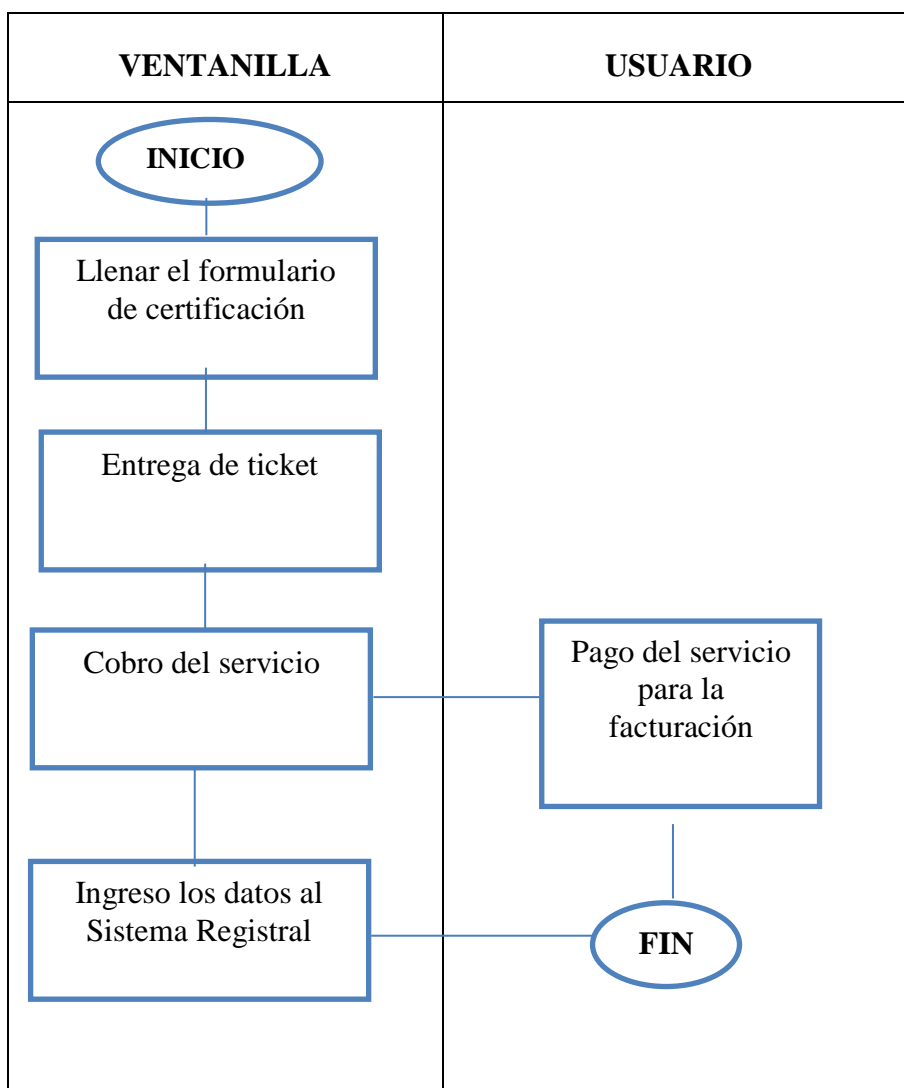 VENTANILLA
USUARIO
INICIO
Llenar el formulario
de certificación
Entrega de ticket
Cobro del servicio
Pago del servicio
para la
facturación
Ingreso los datos al
Sistema Registral
FIN